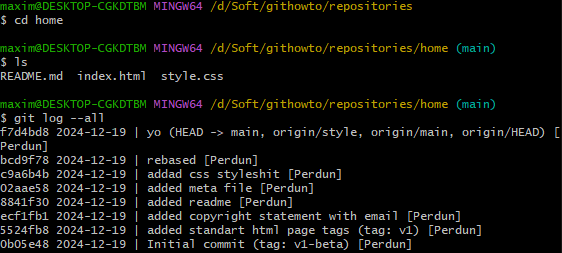 maxim@DESKTOP-CGKDTBM MINGW64 /d/Soft/githowto/repositories
$ cd home
maxim@DESKTOP-CGKDTBM MINGW64 /d/Soft/githowto/repositories/home (main)
$ ls
README.md  index.html  style.css
maxim@DESKTOP-CGKDTBM MINGW64 /d/Soft/githowto/repositories/home (main)
$ git log --all
f7d4bd8 2024-12-19 | yo (HEAD -> main, origin/style, origin/main, origin/HEAD) [
Perdun]
bcd9f78 2024-12-19 | rebased [Perdun]
c9a6b4b 2024-12-19 | addad css styleshit [Perdun]
02aae58 2024-12-19 | added meta file [Perdun]
8841f30 2024-12-19 | added readme [Perdun]
ecf1fb1 2024-12-19 | added copyright statement with email [Perdun]
5524fb8 2024-12-19 | added standart html page tags (tag: v1) [Perdun]
0b05e48 2024-12-19 | Initial commit (tag: v1-beta) [Perdun]